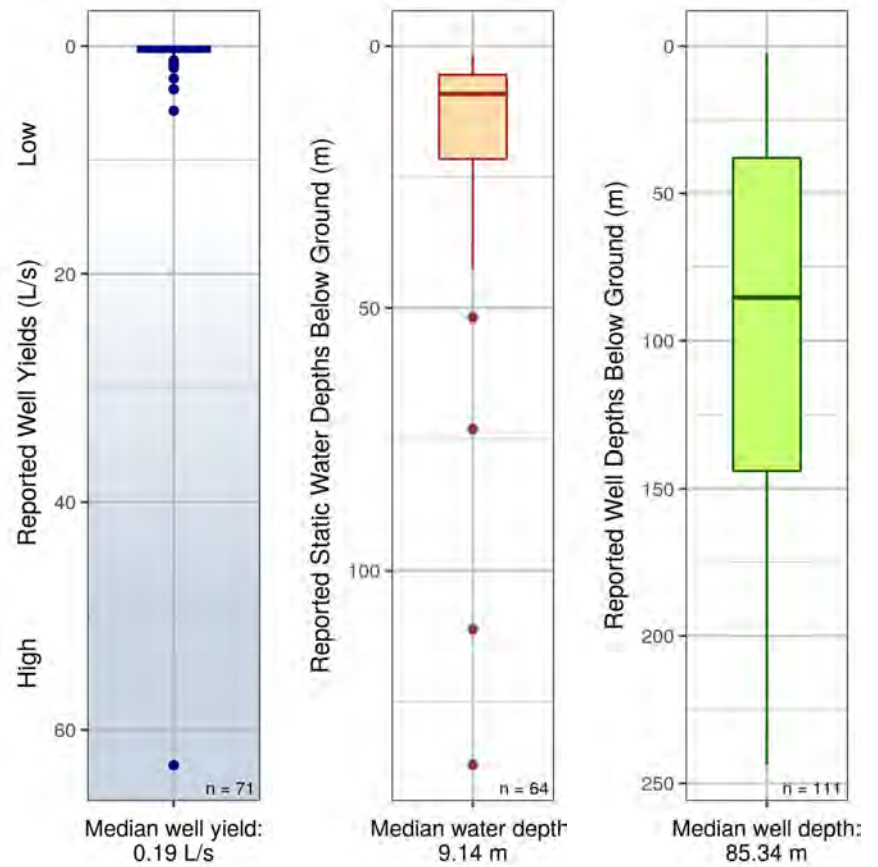 Reported Well Yields (L/s)
Low
High
0
20
40
60
n = 71
Median well yield:
0.19 L/s
Reported Static Water Depths Below Ground (m)
0
50
100
n = 64
Median water depth
9.14 m
Reported Well Depths Below Ground (m)
0
50
100
150
200
250
n = 111
Median well depth:
85.34 m